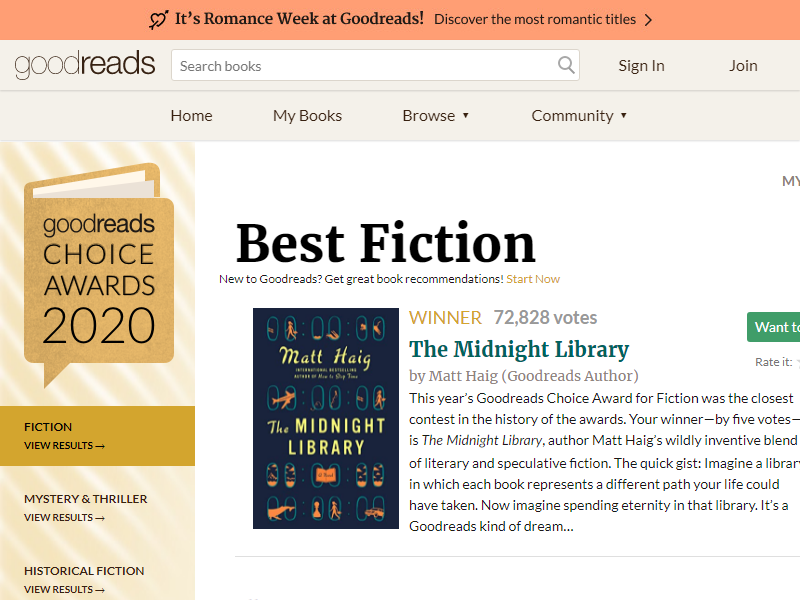 It's Romance Week at Goodreads! Discover the most romantic titles
goodreads
Search books
Sign In
Join
Home
My Books
Browse ▼
Community ▼
goodreads
CHOICE
AWARDS
2020
FICTION
VIEW RESULTS →
MYSTERY & THRILLER
VIEW RESULTS →
HISTORICAL FICTION
VIEW RESULTS →
MY
Best Fiction
New to Goodreads? Get great book recommendations! Start Now
Matt Haig
INTERNATIONAL BESTSELLING
AUTHOR OF How to Stop Time
The MIDNIGHT
LIBRARY
WINNER 72,828 votes
The Midnight Library
by Matt Haig (Goodreads Author)
This year's Goodreads Choice Award for Fiction was the closest
contest in the history of the awards. Your winner—by five votes—
is The Midnight Library, author Matt Haig's wildly inventive blend
of literary and speculative fiction. The quick gist: Imagine a library
in which each book represents a different path your life could
have taken. Now imagine spending eternity in that library. It's a
Goodreads kind of dream...
Want to
Rate it: